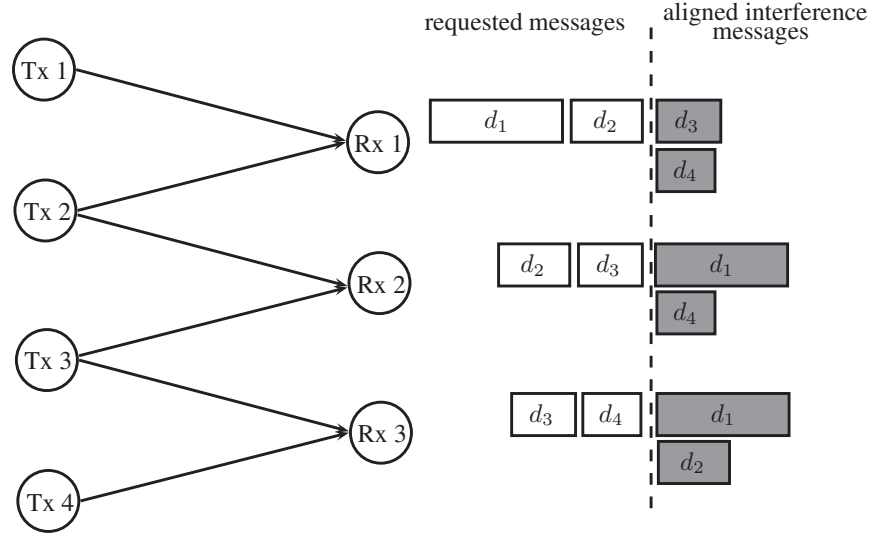 requested messages
aligned interference
messages
Tx 1
Rx 1
d1
d2
d3
d4
Tx 2
Rx 2
d2
d3
d1
d4
Tx 3
Rx 3
d3
d4
d1
d2
Tx 4